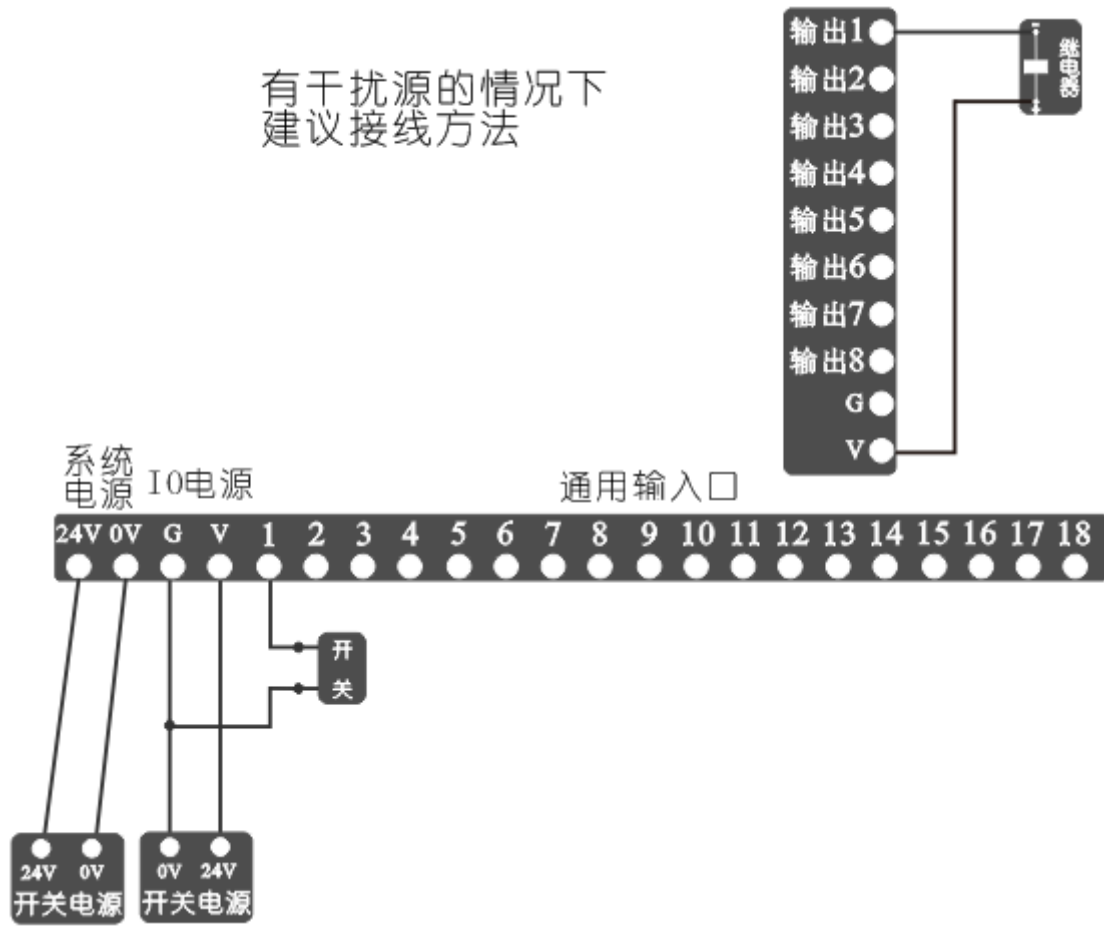 输出1
输出2
输出3
输出4
输出5
输出6
输出7
输出8
G
V
继电器
有干扰源的情况下
建议接线方法
系统
电源
IO电源
通用输入口
24V 0V G V 1 2 3 4 5 6 7 8 9 10 11 12 13 14 15 16 17 18
开
关
24V 0V
开关电源
0V 24V
开关电源